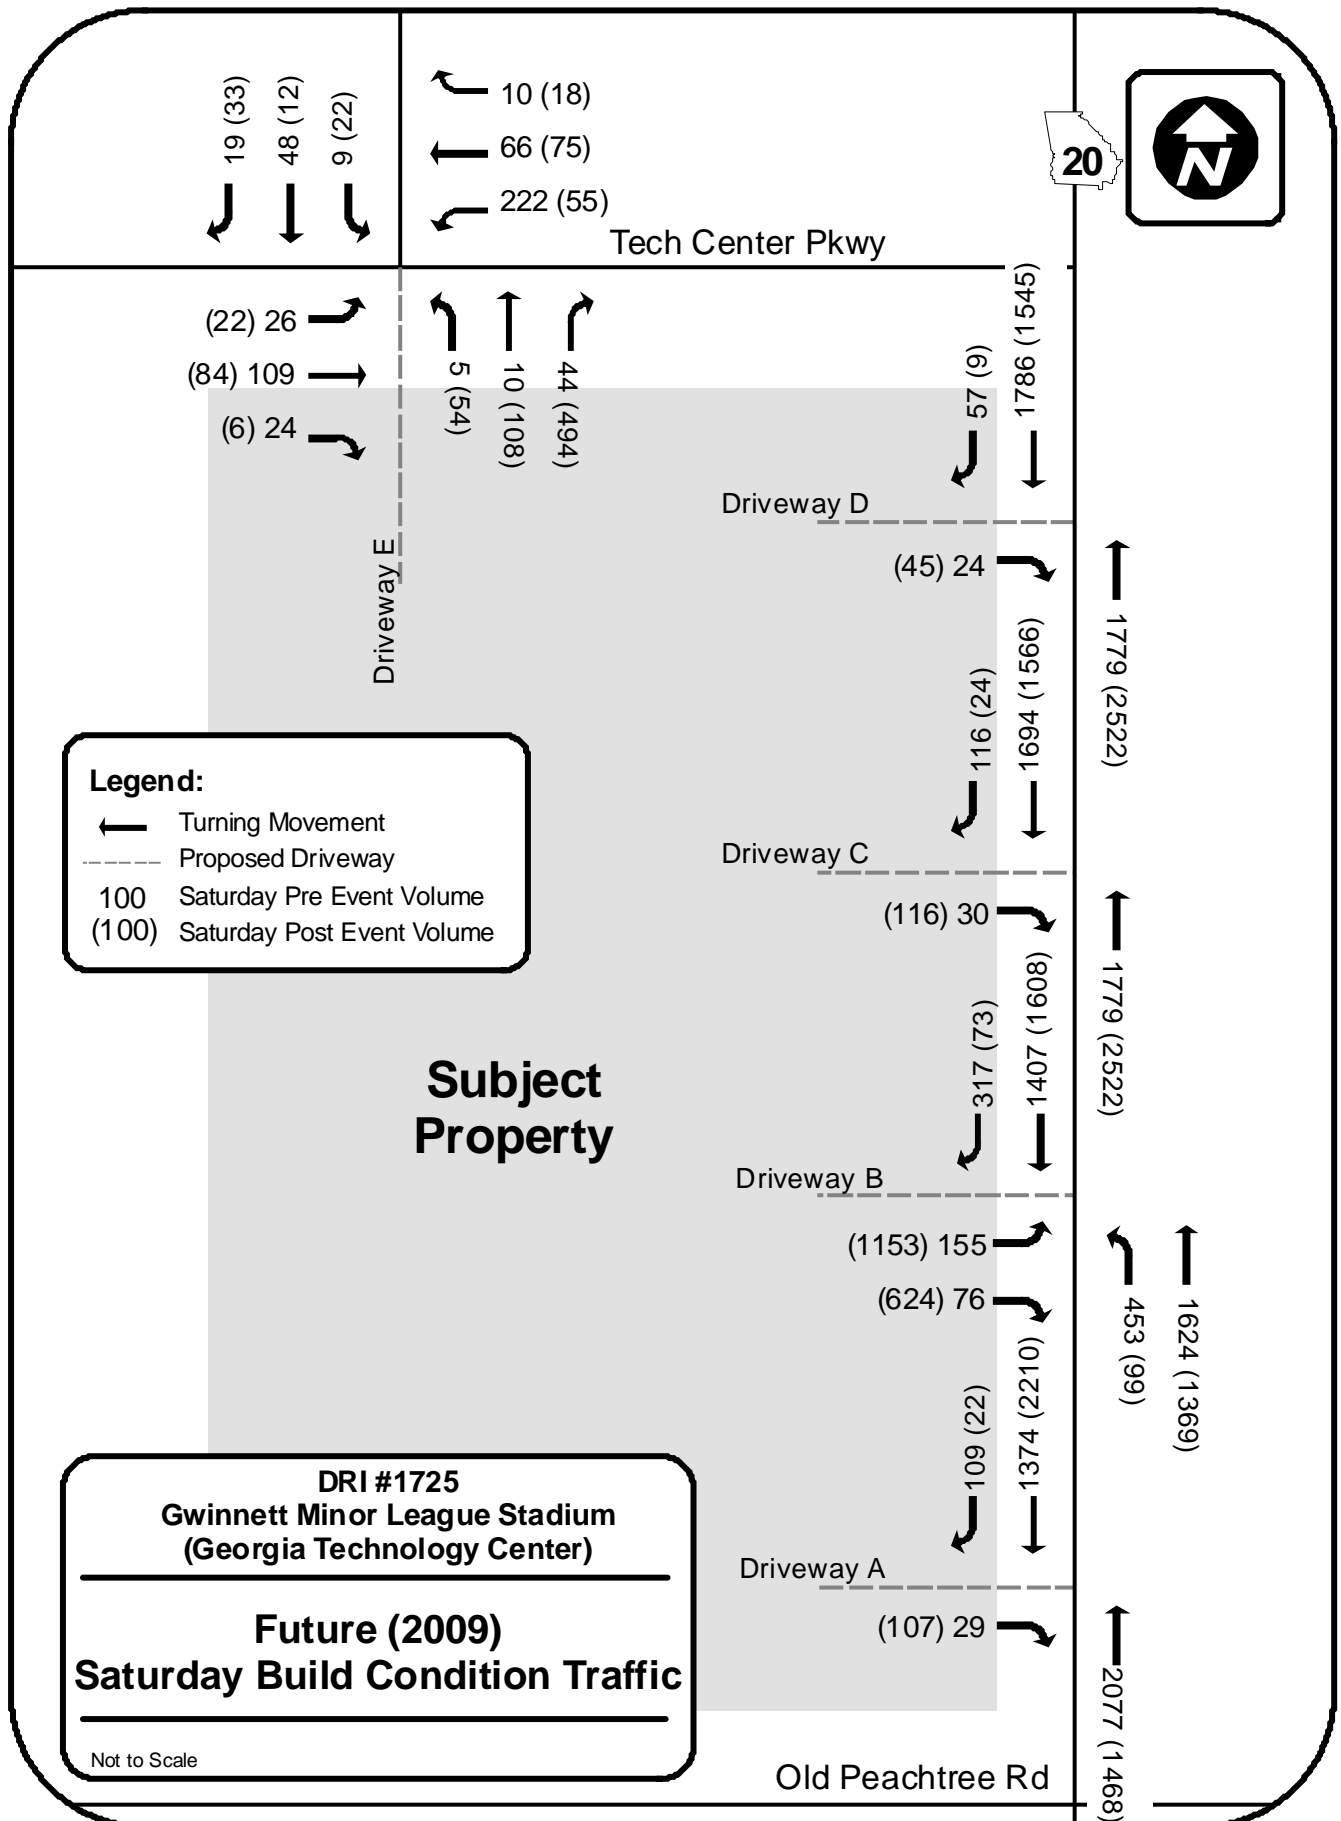 19 (33)
48 (12)
9 (22)
10 (18)
66 (75)
222 (55)
20
N
Tech Center Pkwy
(22) 26
(84) 109
(6) 24
5 (54)
10 (108)
44 (494)
57 (9)
1786 (1545)
Driveway D
(45) 24
Driveway E
1779 (2522)
116 (24)
1694 (1566)
Legend:
Turning Movement
Proposed Driveway
100 Saturday Pre Event Volume
(100) Saturday Post Event Volume
Driveway C
(116) 30
1779 (2522)
317 (73)
1407 (1608)
Subject
Property
Driveway B
(1153) 155
(624) 76
453 (99)
1624 (1369)
109 (22)
1374 (2210)
DRI #1725
Gwinnett Minor League Stadium
(Georgia Technology Center)
Future (2009)
Saturday Build Condition Traffic
Not to Scale
Driveway A
(107) 29
2077 (1468)
Old Peachtree Rd